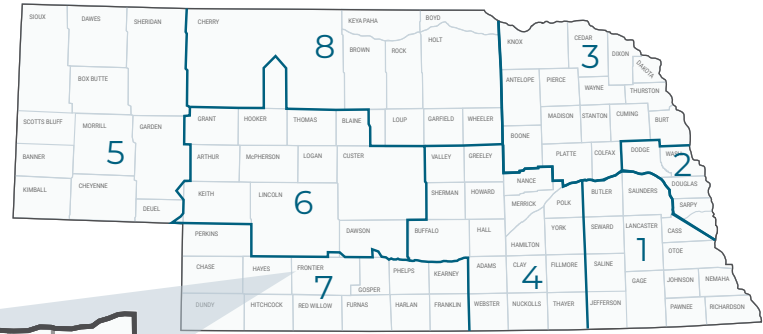 SIOUX
DAWES
SHERIDAN
CHERRY
KEYA PAHA
BOYD
8
BROWN
ROCK
HOLT
KNOX
CEDAR
3
DIXON
DAKOTA
BOX BUTTE
ANTELOPE
PIERCE
WAYNE
THURSTON
SCOTTS BLUFF
MORRILL
GARDEN
GRANT
HOOKER
THOMAS
BLAINE
LOUP
GARFIELD
WHEELER
MADISON
STANTON
CUMING
BURT
BOONE
BANNER
5
ARTHUR
McPHERSON
LOGAN
CUSTER
VALLEY
GREELEY
PLATTE
COLFAX
DODGE
2
KIMBALL
CHEYENNE
DEUEL
KEITH
LINCOLN
6
SHERMAN
HOWARD
NANCE
MERRICK
POLK
BUTLER
SAUNDERS
DOUGLAS
SARPY
PERKINS
DAWSON
BUFFALO
HALL
HAMILTON
YORK
SEWARD
LANCASTER
CASS
1
OTOE
CHASE
HAYES
FRONTIER
7
GOSPER
PHELPS
KEARNEY
ADAMS
CLAY
4
FILLMORE
SALINE
GAGE
JOHNSON
NEMAHA
DUNDY
HITCHCOCK
RED WILLOW
FURNAS
HARLAN
FRANKLIN
WEBSTER
NUCKOLLS
THAYER
JEFFERSON
PAWNEE
RICHARDSON